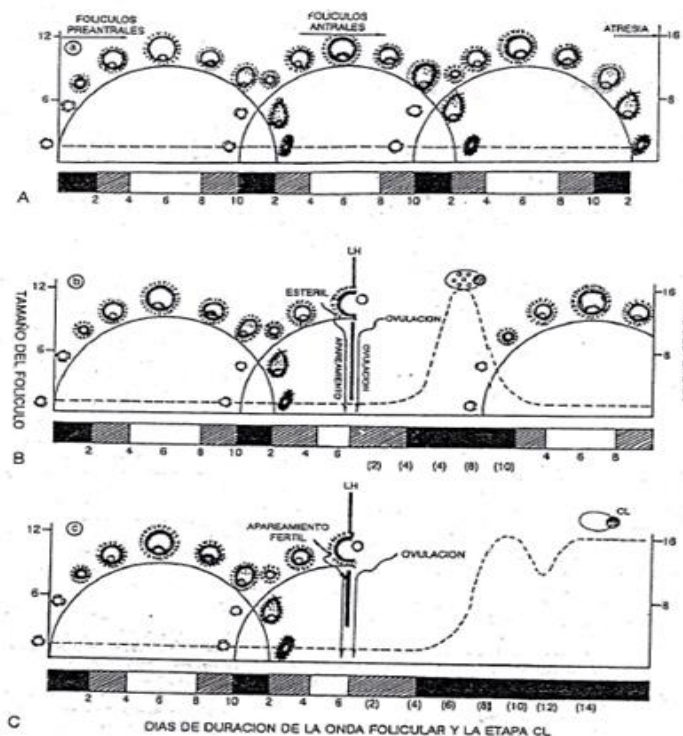 FOLICULOS
PREANTRALES
FOLICULOS
ANTRALES
ATRESIA
12
16
a
6
8
A
2 4 6 8 10 2 4 6 8 10 2 4 6 8 10 2
LH
12
b
16
ESTERIL
OVULACION
APAREAMIENTO
OVULACION
6
8
TAMAÑO DEL FOLICULO
B
2 4 6 8 10 2 4 6 (2) (4) (4) (8) (10) 4 6 8
LH
CL
12
c
16
APAREAMIENTO
FERTIL
OVULACION
6
8
2 4 6 8 10 2 4 6 (2) (4) (6) (8) (10) (12) (14)
C
DIAS DE DURACION DE LA ONDA FOLICULAR Y LA ETAPA CL